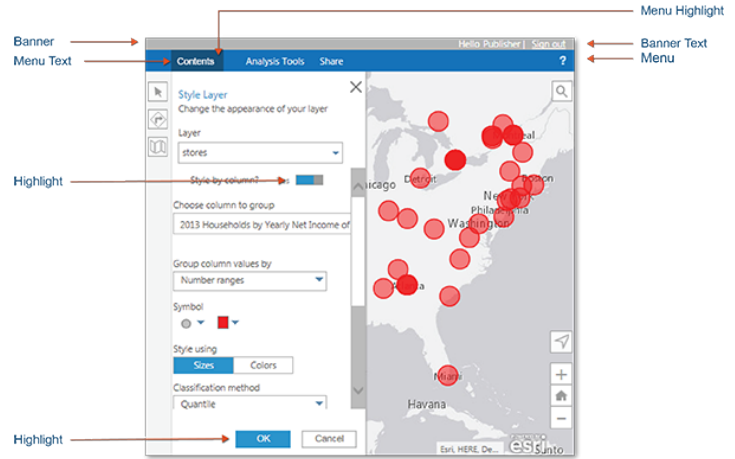 Menu Highlight
Banner
Hello Publisher | Sign out
Banner Text
Menu Text
Contents
Analysis Tools
Share
?
Menu
Style Layer
Change the appearance of your layer
Layer
stores
Highlight
Style by column?
Choose column to group
2013 Households by Yearly Net Income of
Group column values by
Number ranges
Symbol
Style using
Sizes
Colors
Classification method
Quantile
Highlight
OK
Cancel
Detroit
Boston
Philadelphia
Washington
Atlanta
Miami
Havana
Esri, HERE, De...
esri